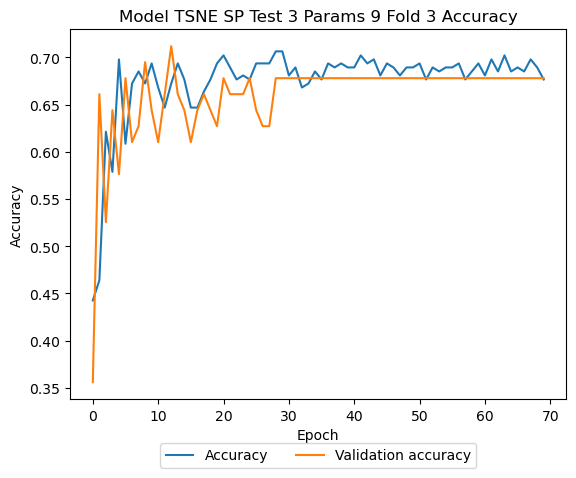 Model TSNE SP Test 3 Params 9 Fold 3 Accuracy
Accuracy
0.70
0.65
0.60
0.55
0.50
0.45
0.40
0.35
0 10 20 30 40 50 60 70
Epoch
Accuracy Validation accuracy